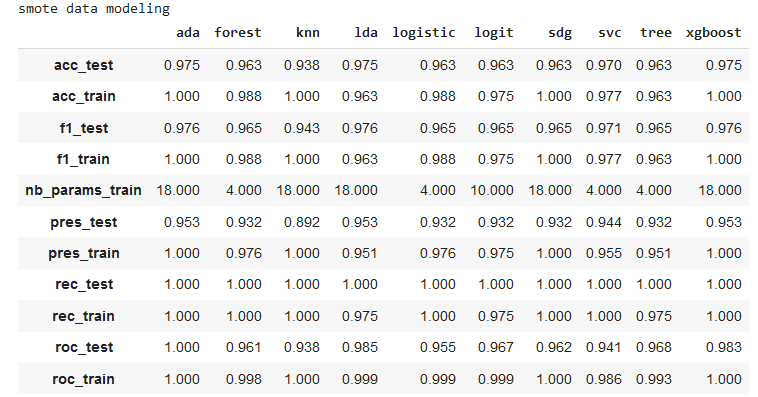 smote data modeling
ada forest knn lda logistic logit sdg svc tree xgboost
acc_test 0.975 0.963 0.938 0.975 0.963 0.963 0.963 0.970 0.963 0.975
acc_train 1.000 0.988 1.000 0.963 0.988 0.975 1.000 0.977 0.963 1.000
f1_test 0.976 0.965 0.943 0.976 0.965 0.965 0.965 0.971 0.965 0.976
f1_train 1.000 0.988 1.000 0.963 0.988 0.975 1.000 0.977 0.963 1.000
nb_params_train 18.000 4.000 18.000 18.000 4.000 10.000 18.000 4.000 4.000 18.000
pres_test 0.953 0.932 0.892 0.953 0.932 0.932 0.932 0.944 0.932 0.953
pres_train 1.000 0.976 1.000 0.951 0.976 0.975 1.000 0.955 0.951 1.000
rec_test 1.000 1.000 1.000 1.000 1.000 1.000 1.000 1.000 1.000 1.000
rec_train 1.000 1.000 1.000 0.975 1.000 0.975 1.000 1.000 0.975 1.000
roc_test 1.000 0.961 0.938 0.985 0.955 0.967 0.962 0.941 0.968 0.983
roc_train 1.000 0.998 1.000 0.999 0.999 0.999 1.000 0.986 0.993 1.000